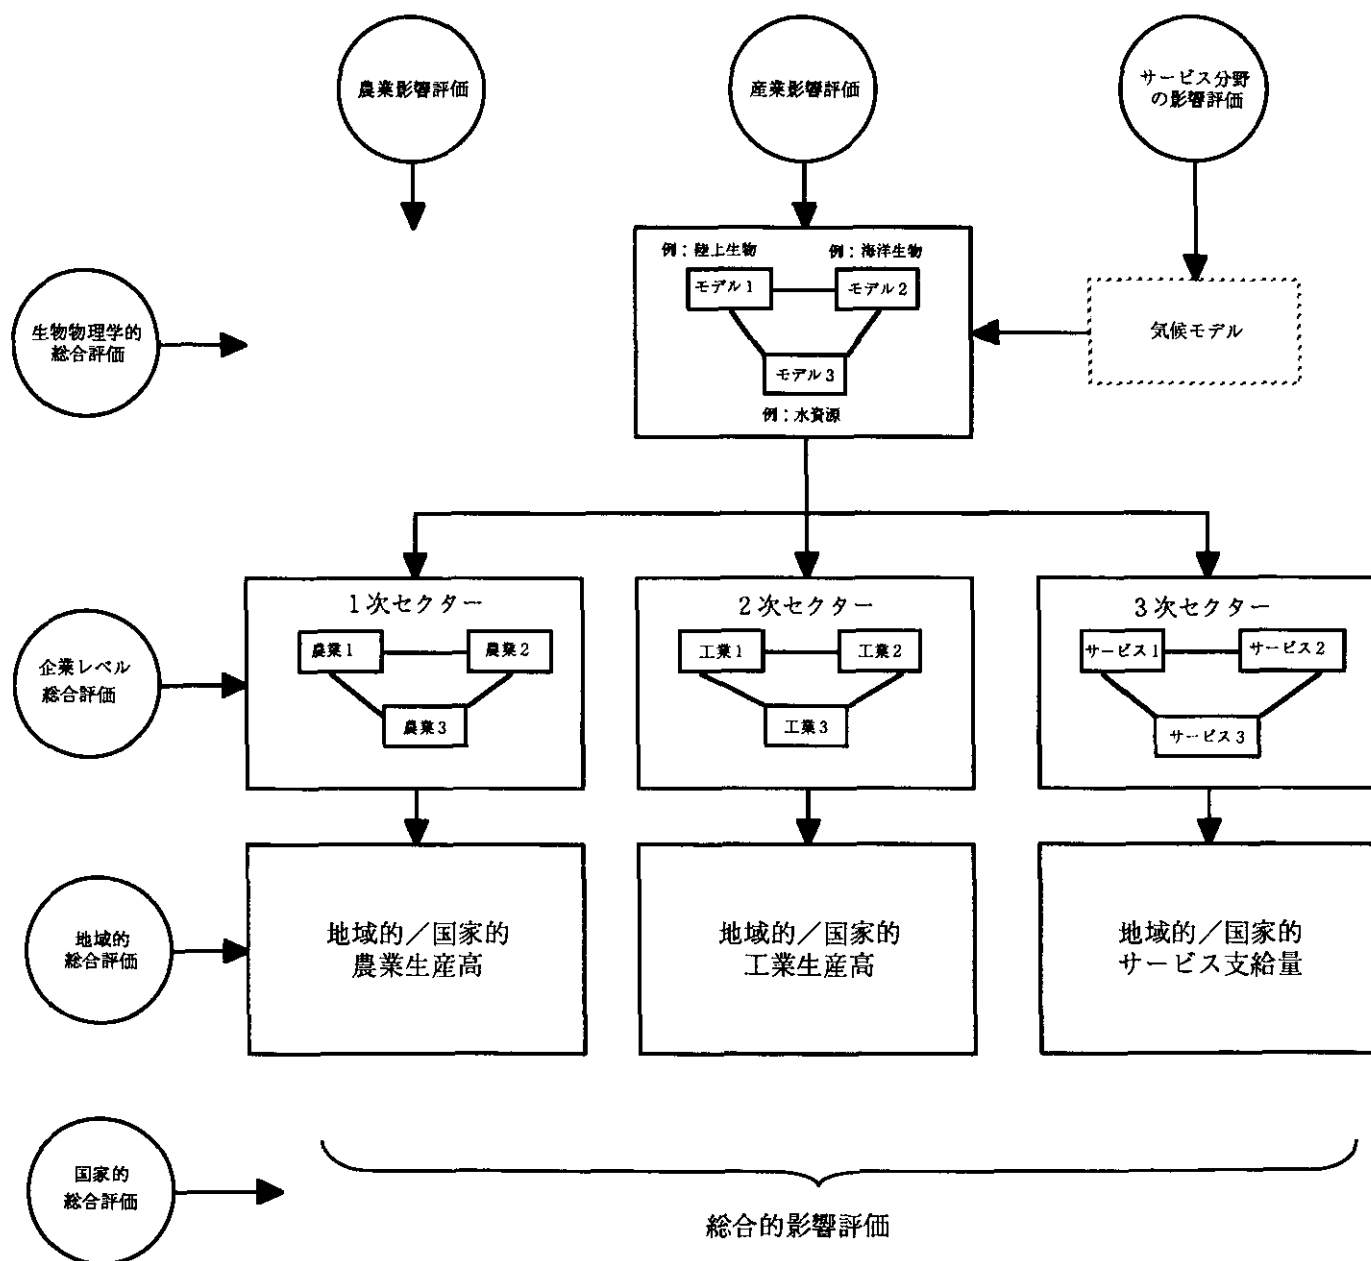 農業影響評価
産業影響評価
サービス分野
の影響評価
例：陸上生物
例：海洋生物
モデル1
モデル2
モデル3
例：水資源
気候モデル
生物物理学的
総合評価
1次セクター
農業1
農業2
農業3
2次セクター
工業1
工業2
工業3
3次セクター
サービス1
サービス2
サービス3
企業レベル
総合評価
地域的
総合評価
地域的／国家的
農業生産高
地域的／国家的
工業生産高
地域的／国家的
サービス支給量
国家的
総合評価
総合的影響評価